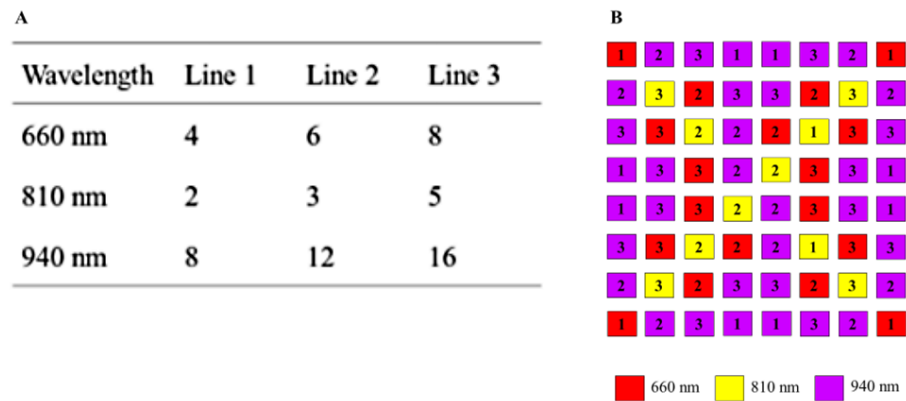 A
Wavelength Line 1 Line 2 Line 3
660 nm 4 6 8
810 nm 2 3 5
940 nm 8 12 16
B
1 2 3 1 1 3 2 1
2 3 2 3 3 2 3 2
3 3 2 2 2 1 3 3
1 3 3 2 2 3 3 1
1 3 3 2 2 3 3 1
3 3 2 2 2 1 3 3
2 3 2 3 3 2 3 2
1 2 3 1 1 3 2 1
660 nm 810 nm 940 nm